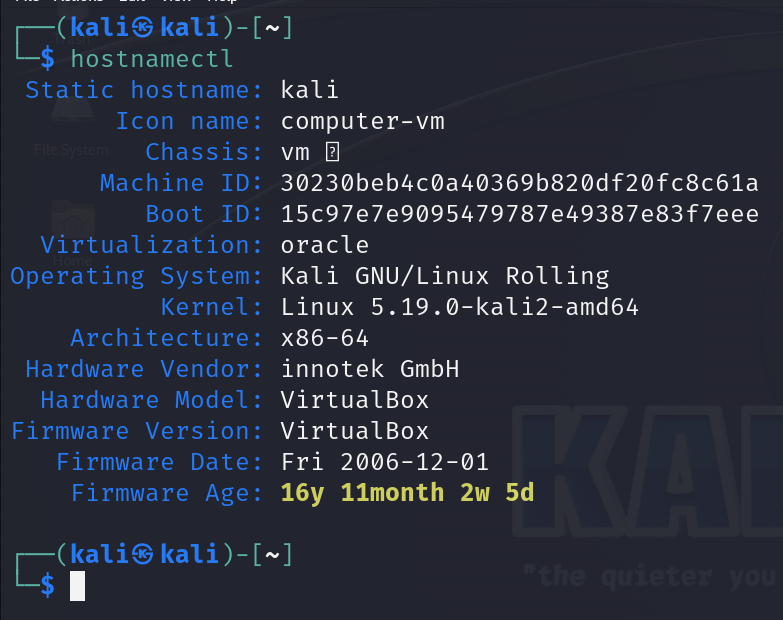 ┌──(kali㉿kali)-[~]
└─$ hostnamectl
Static hostname: kali
Icon name: computer-vm
File System
Chassis: vm
Machine ID: 30230beb4c0a40369b820df20fc8c61a
Boot ID: 15c97e7e9095479787e49387e83f7eee
Virtualization: oracle
Home
Operating System: Kali GNU/Linux Rolling
Kernel: Linux 5.19.0-kali2-amd64
Architecture: x86-64
Hardware Vendor: innotek GmbH
Hardware Model: VirtualBox
Firmware Version: VirtualBox
Firmware Date: Fri 2006-12-01
Firmware Age: 16y 11month 2w 5d
KA
┌──(kali㉿kali)-[~]
└─$
"the quieter you